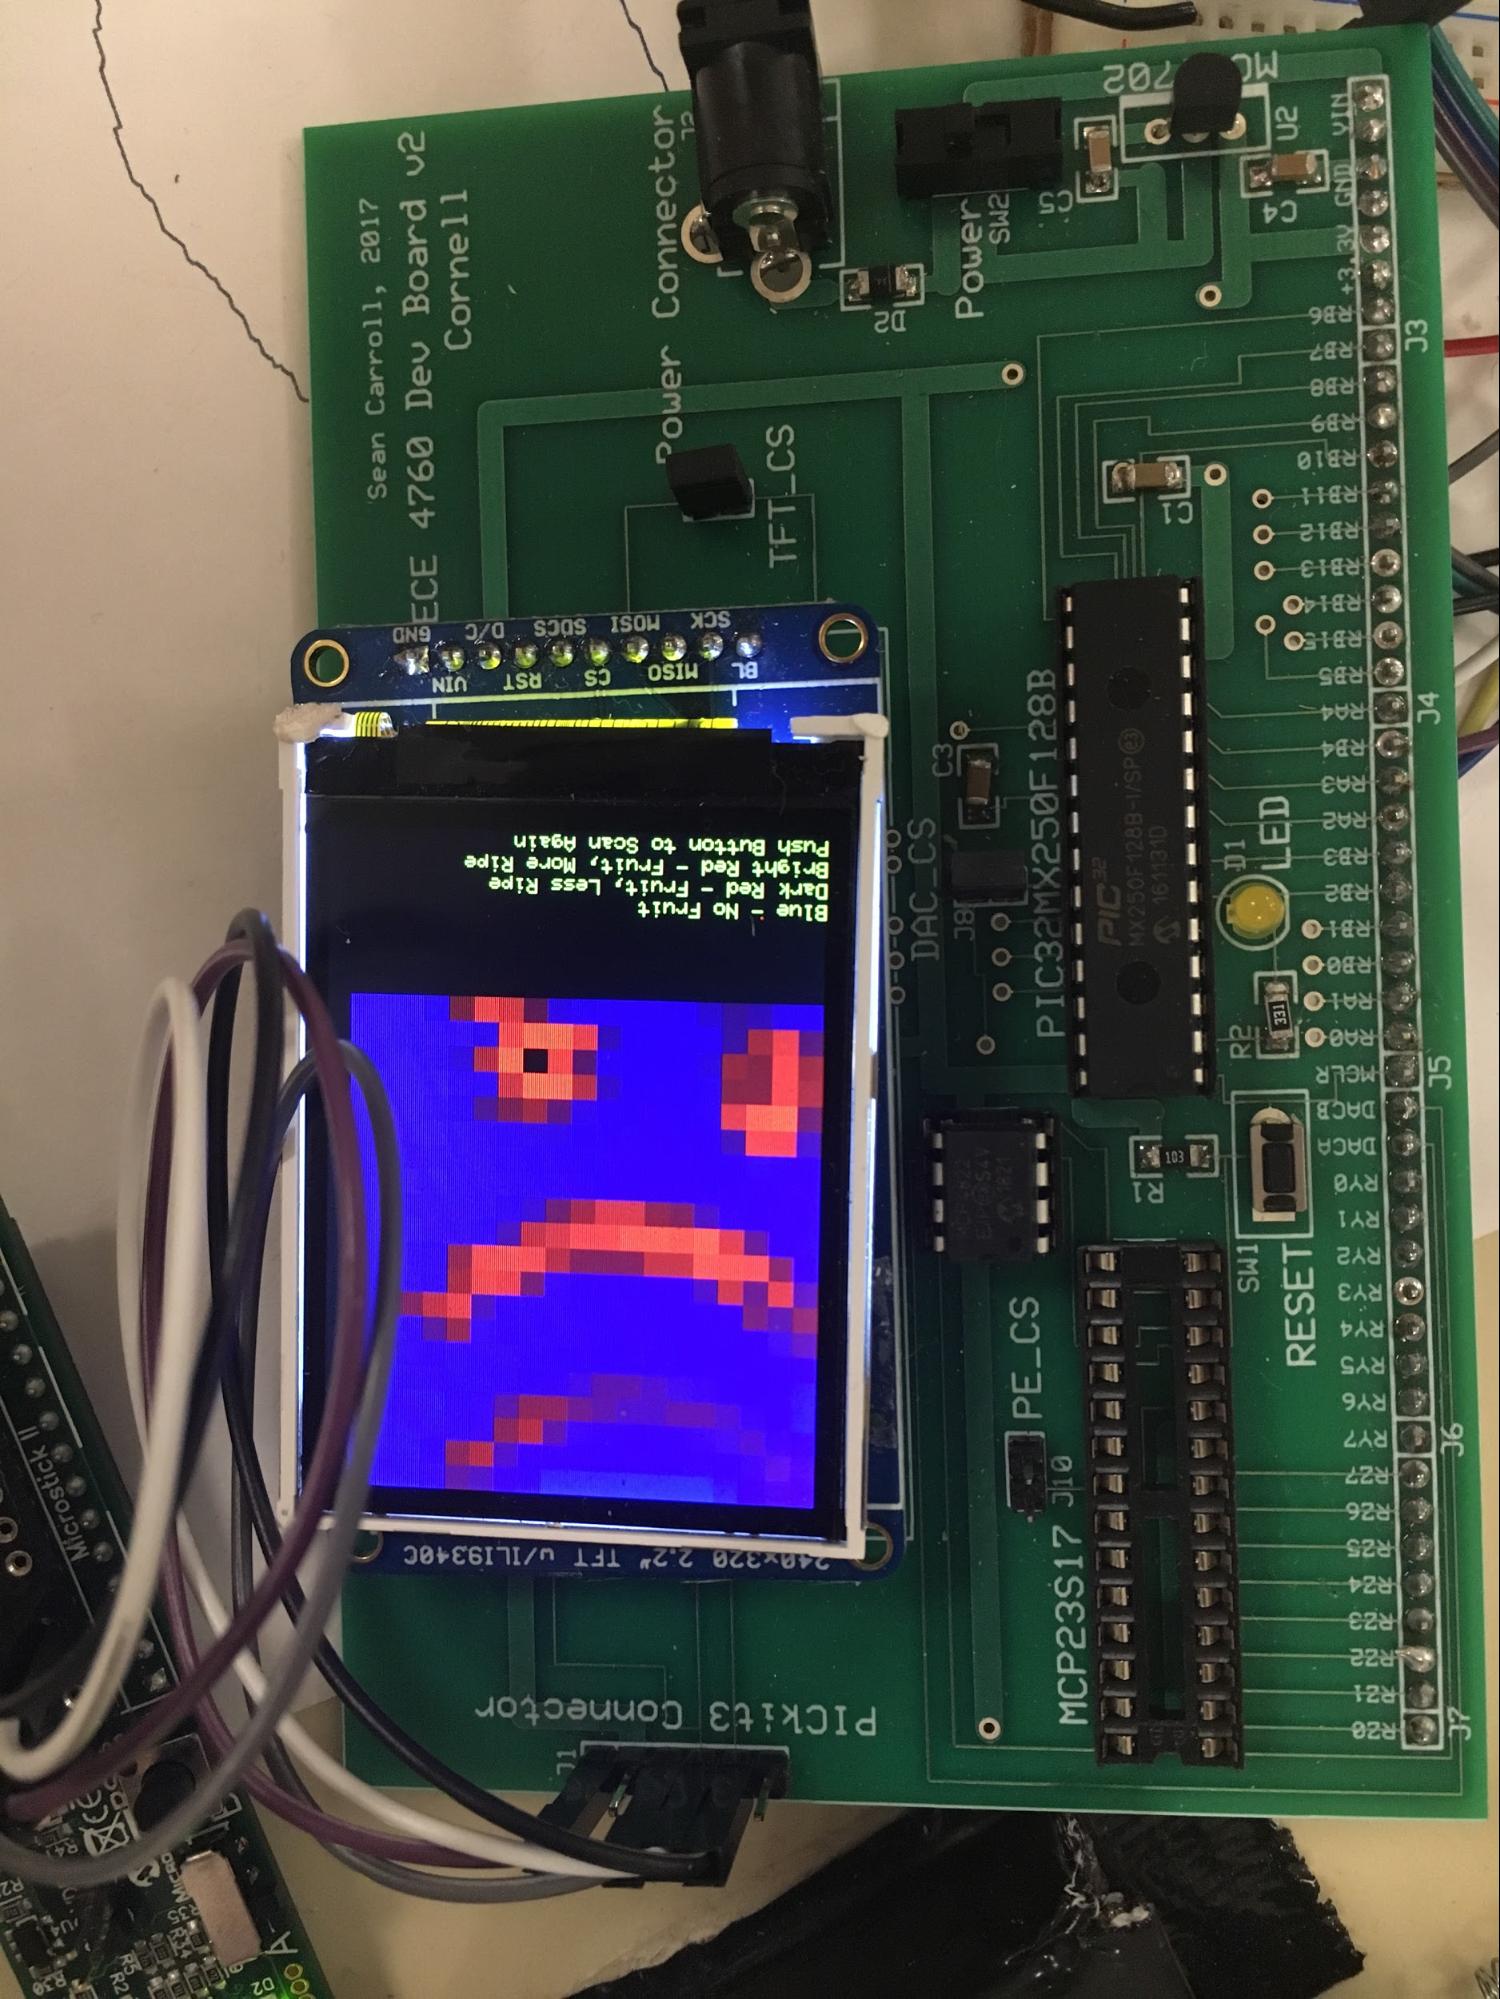 Microstick II
A
Sean Carroll, 2017
ECE 4760 Dev Board v2
Cornell
240x320 2.2" TFT w/ILI9340C
Blue - No Fruit
Dark Red - Fruit, Less Ripe
Bright Red - Fruit, More Ripe
Push Button to Scan Again
GND
VIN
D/C
RST
SDCS
CS
MOSI
MISO
SCK
BL
J1
PICkit3 Connector
Power Connector
J2
TFT_CS
D2
DAC_CS
J8
C3
Power
SW2
PE_CS
J10
MCP23S17
PIC32MX250F128B
PIC32
MX250F128B-I/SP e3
161131D
C5
R1
103
C1
SW1
RESET
R2
331
D1
LED
C4
U2
RZ0 RZ1 RZ2 RZ3 RZ4 RZ5 RZ6 RZ7 RY7 RY6 RY5 RY4 RY3 RY2 RY1 RY0 DACA DACB MCLR RA0 RA1 RB0 RB1 RB2 RB3 RA2 RA3 RB4 RA4 RB5 RB15 RB14 RB13 RB12 RB11 RB10 RB9 RB8 RB7 RB6 +3.3V GND VIN
J7
J6
J5
J4
J3